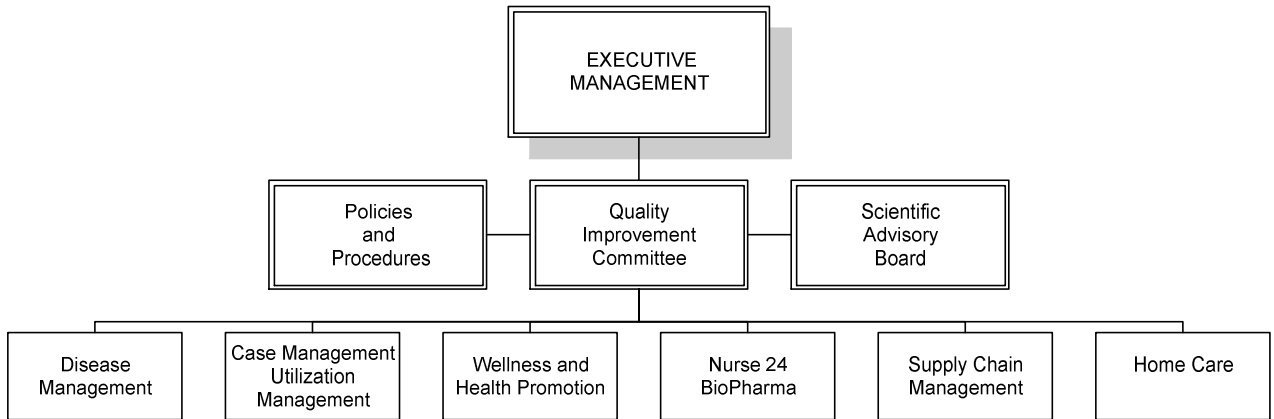 EXECUTIVE
MANAGEMENT
Policies
and
Procedures
Quality
Improvement
Committee
Scientific
Advisory
Board
Disease
Management
Case Management
Utilization
Management
Wellness and
Health Promotion
Nurse 24
BioPharma
Supply Chain
Management
Home Care